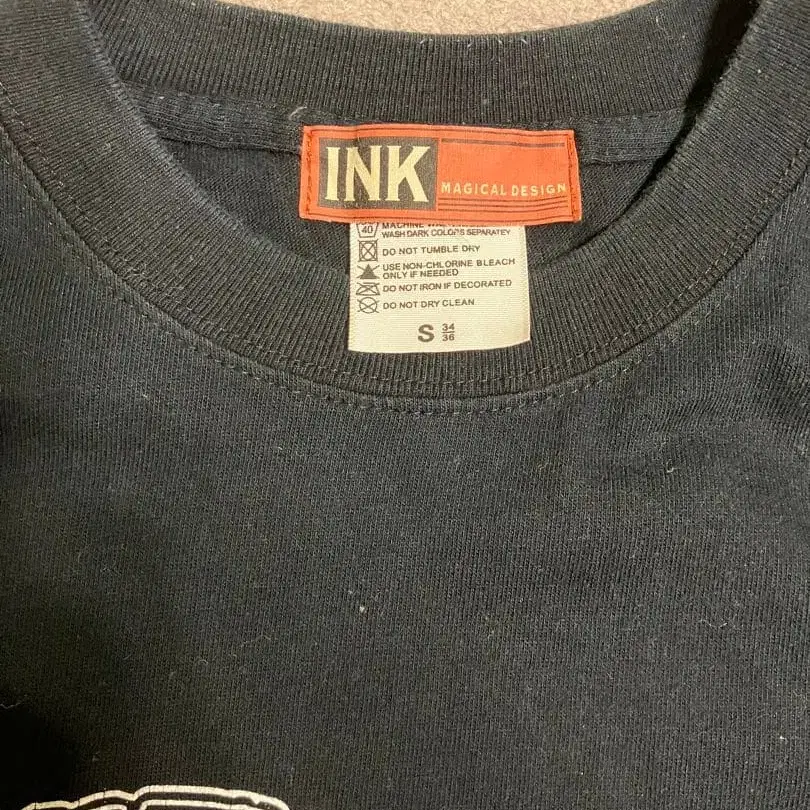 INK
MAGICAL DESIGN
40
MACHINE
WASH DARK COLORS SEPARATEY
DO NOT TUMBLE DRY
USE NON-CHLORINE BLEACH
ONLY IF NEEDED
DO NOT IRON IF DECORATED
DO NOT DRY CLEAN
S 34
36